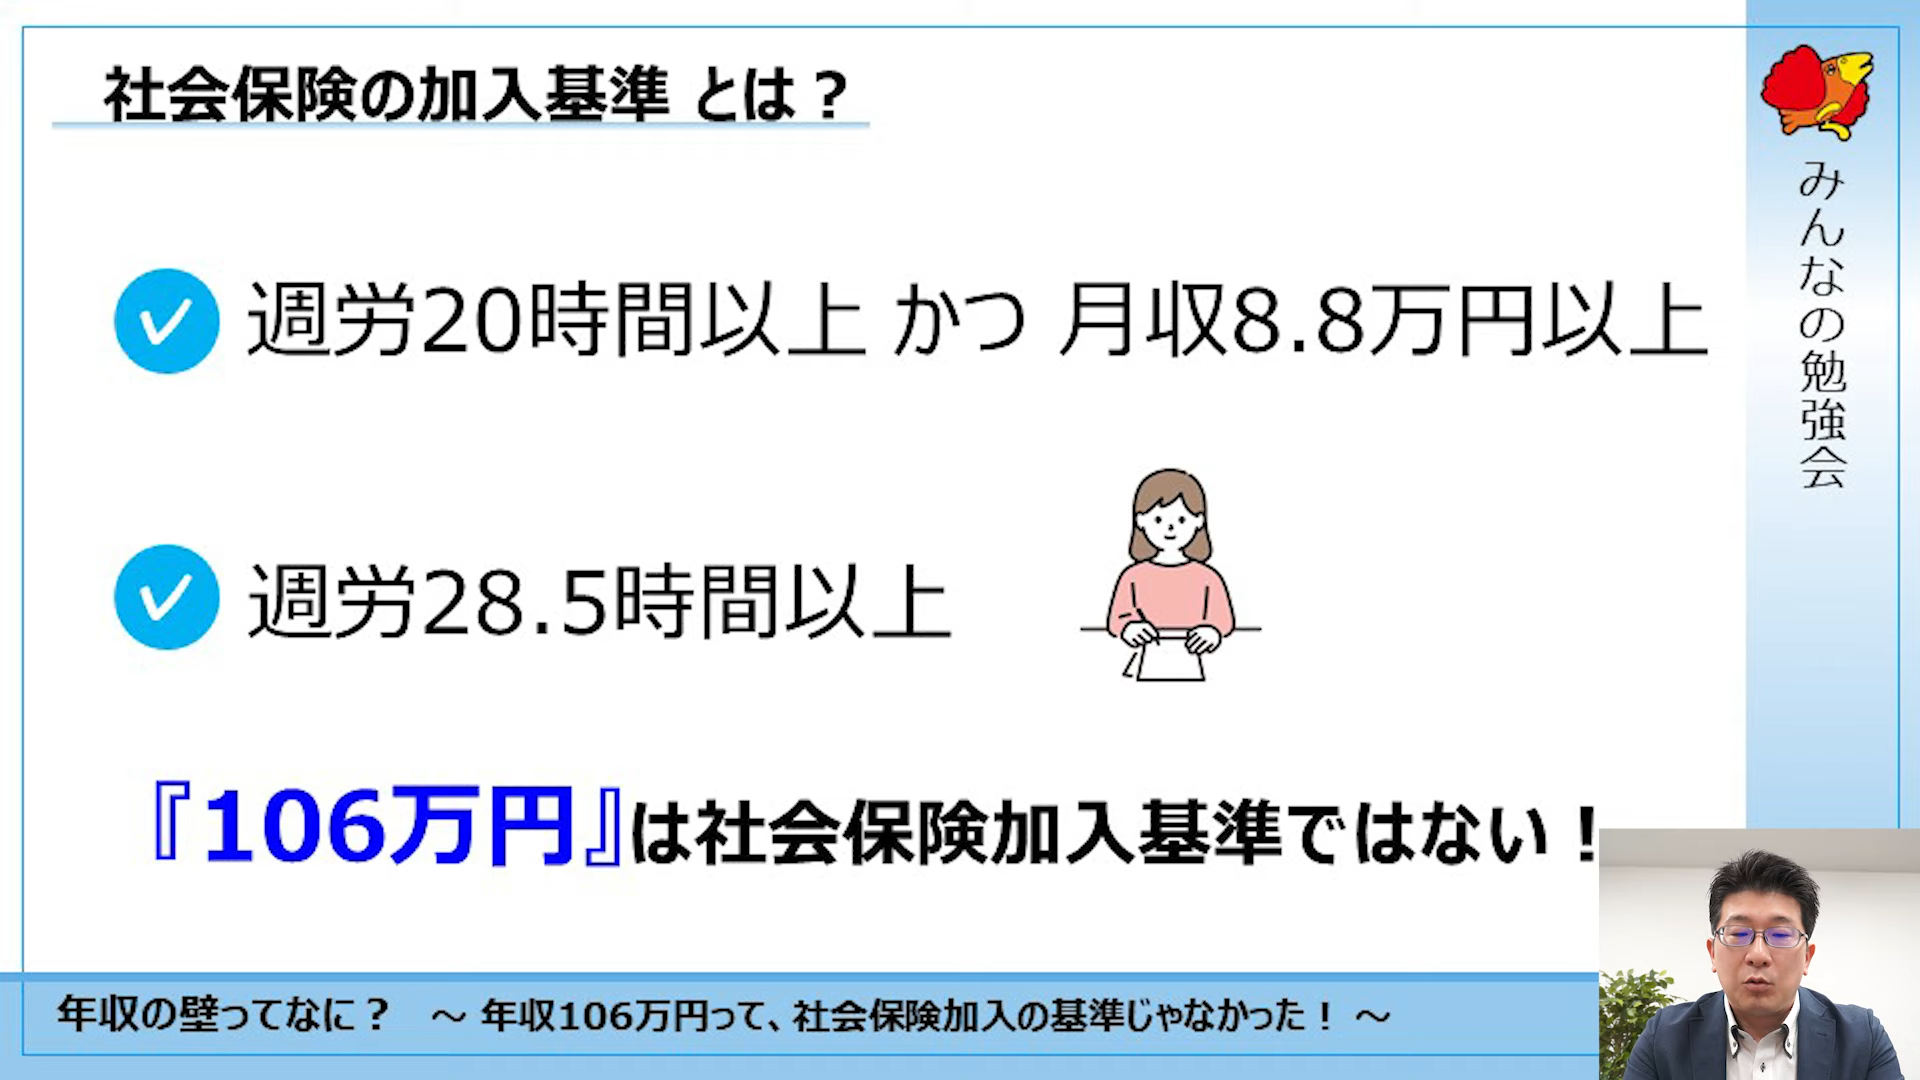 社会保険の加入基準 とは？
週労20時間以上 かつ 月収8.8万円以上
週労28.5時間以上
『106万円』は社会保険加入基準ではない！
みんなの勉強会
年収の壁ってなに？ ～ 年収106万円って、社会保険加入の基準じゃなかった！ ～